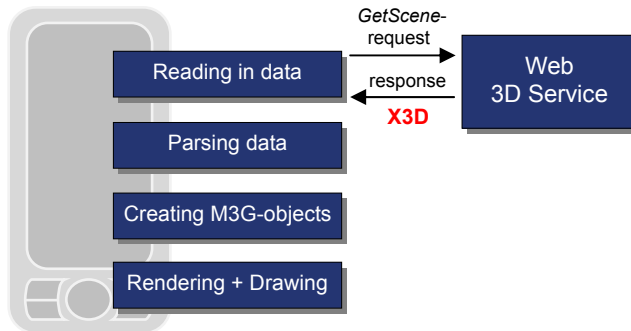 GetScene-
request
Reading in data
response
X3D
Web
3D Service
Parsing data
Creating M3G-objects
Rendering + Drawing